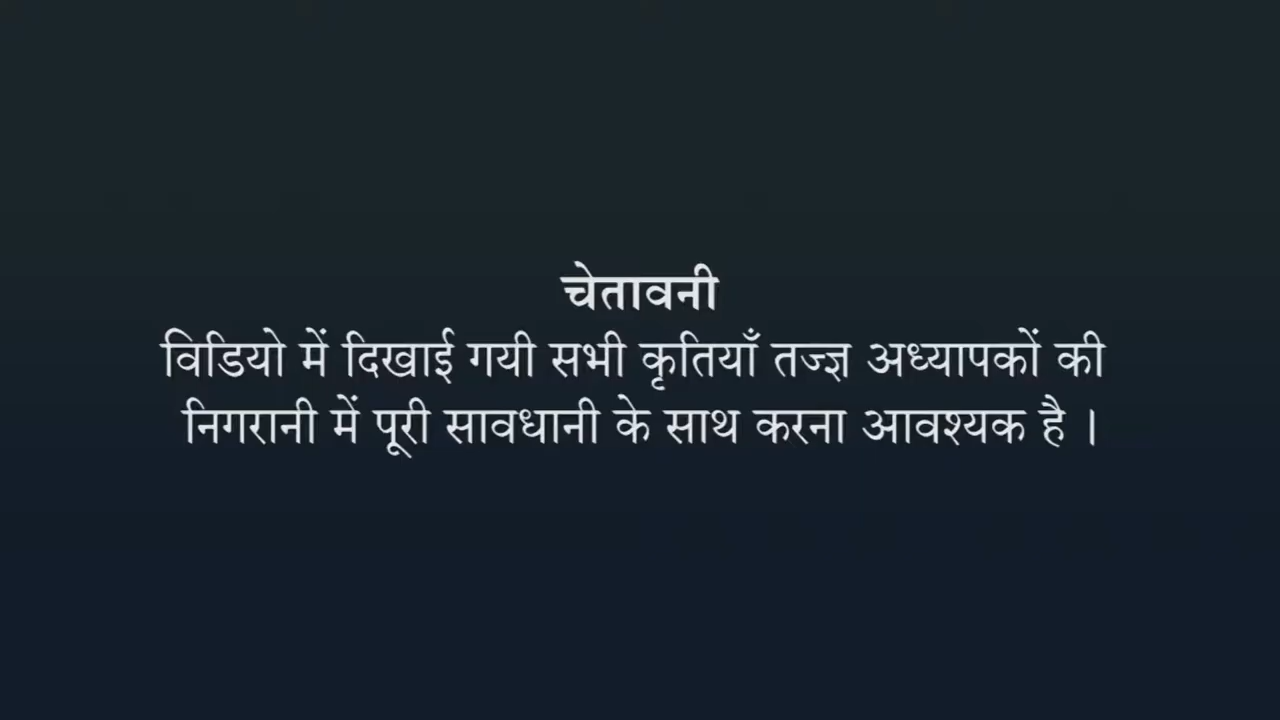 चेतावनी
विडियो में दिखाई गयी सभी कृतियाँ तज्ज्ञ अध्यापकों की
निगरानी में पूरी सावधानी के साथ करना आवश्यक है ।